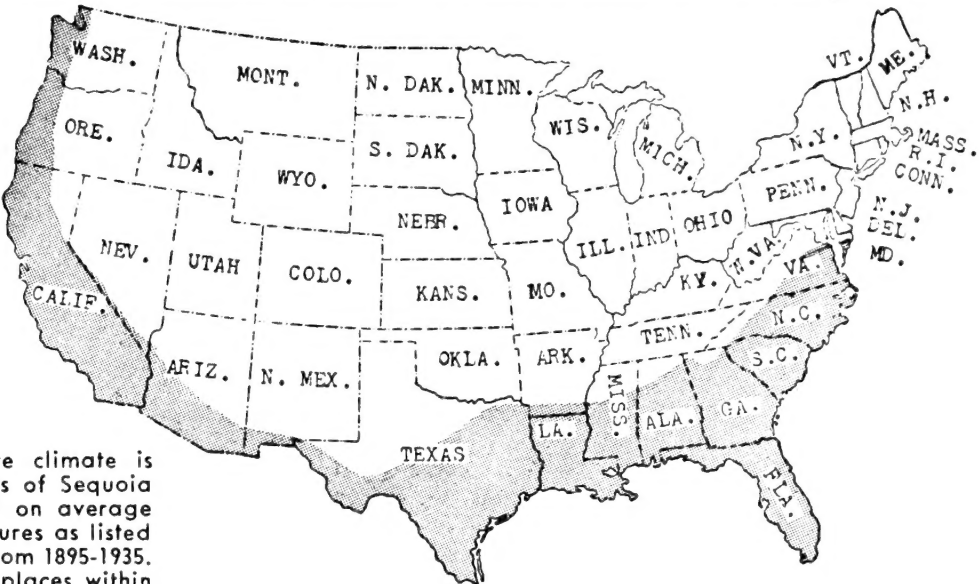 WASH.
MONT.
N. DAK.
MINN.
VT.
ME.
ORE.
IDA.
WYO.
S. DAK.
WIS.
MICH.
N.Y.
N.H.
MASS.
R.I.
CONN.
NEV.
UTAH
COLO.
NEBR.
IOWA
ILL.
IND
OHIO
PENN.
N.J.
DEL.
MD.
CALIF.
KANS.
MO.
KY.
W.VA.
VA.
ARIZ.
N. MEX.
OKLA.
ARK.
TENN.
N.C.
S.C.
TEXAS
LA.
MISS.
ALA.
GA.
FLA.
climate is
s of Sequoia
on average
ures as listed
om 1895-1935.
places within